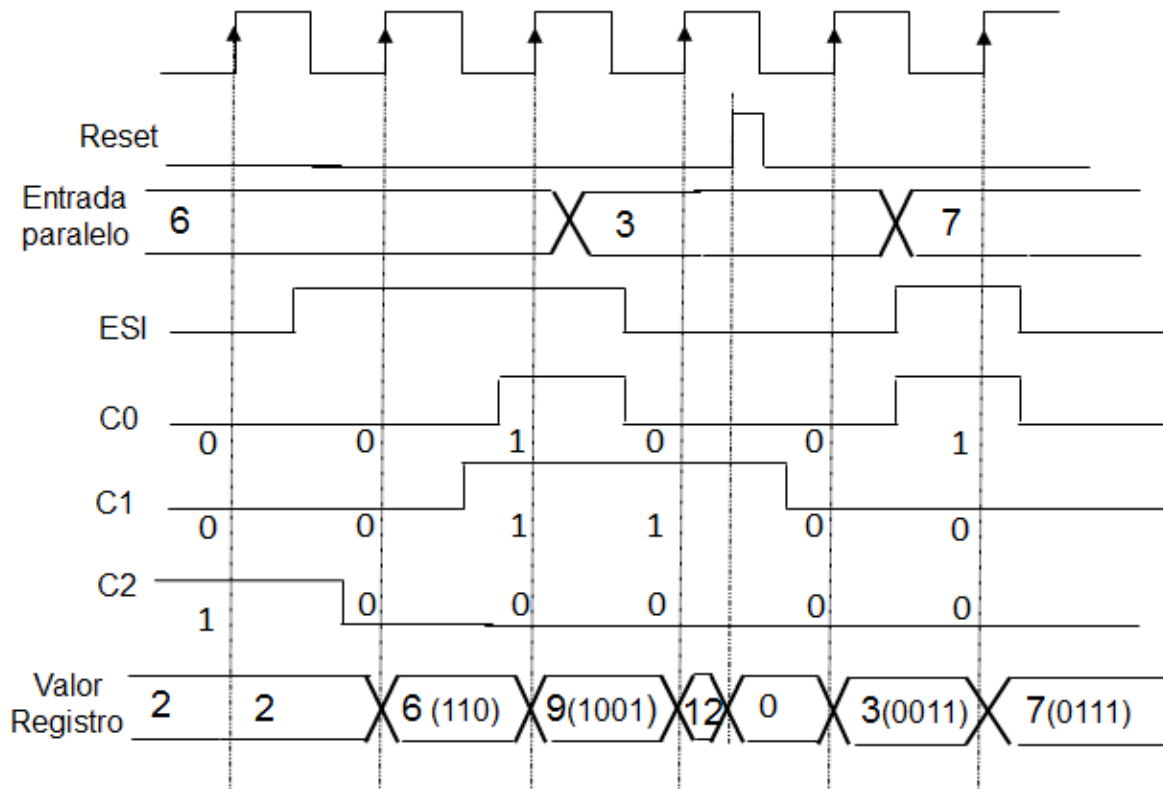 Reset
Entrada
paralelo
6
3
7
ESI
C0
0 0 1 0 0 1
C1
0 0 1 1 0 0
C2
1 0 0 0 0 0
Valor
Registro
2 2 6 (110) 9(1001) 12 0 3(0011) 7(0111)